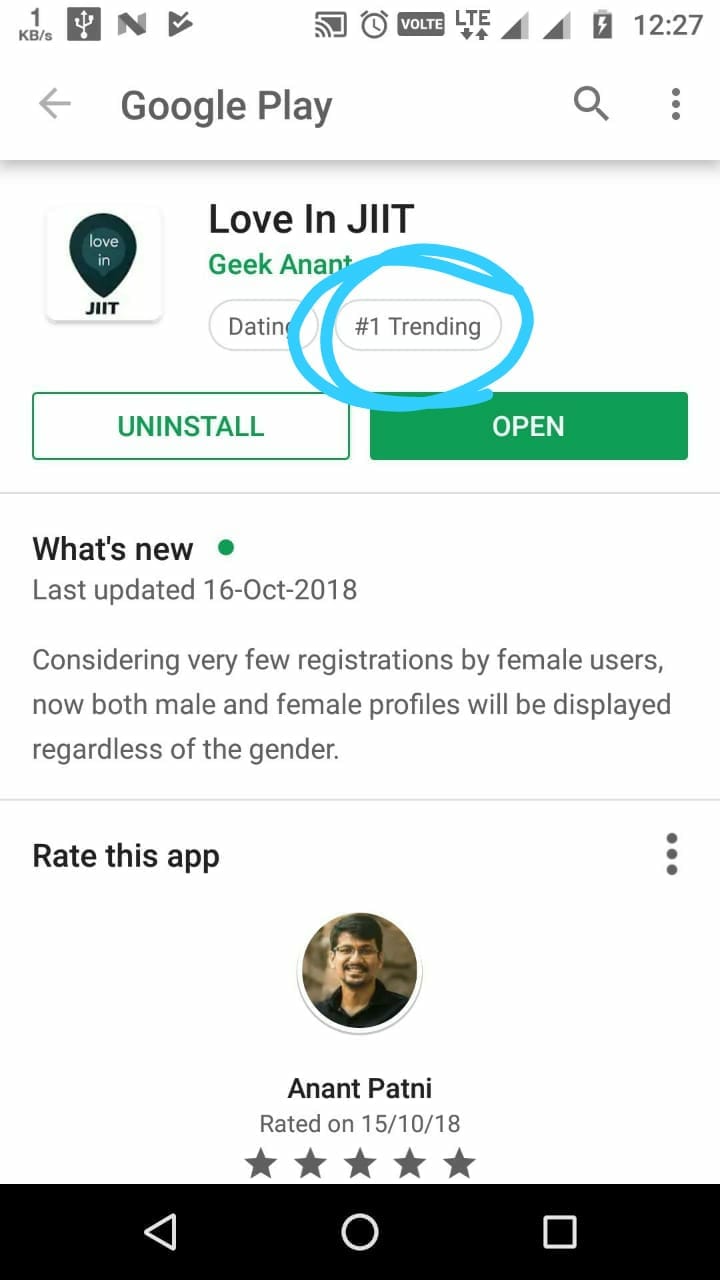 1
KB/s
VOLTE
LTE
12:27
Google Play
Love In JIIT
love
in
JIIT
Geek Anant
Dating
#1 Trending
UNINSTALL
OPEN
What's new
Last updated 16-Oct-2018
Considering very few registrations by female users,
now both male and female profiles will be displayed
regardless of the gender.
Rate this app
Anant Patni
Rated on 15/10/18